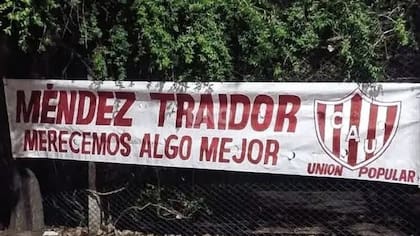 MÉNDEZ TRAIDOR
MERECEMOS ALGO MEJOR
CAU
UNION POPULAR